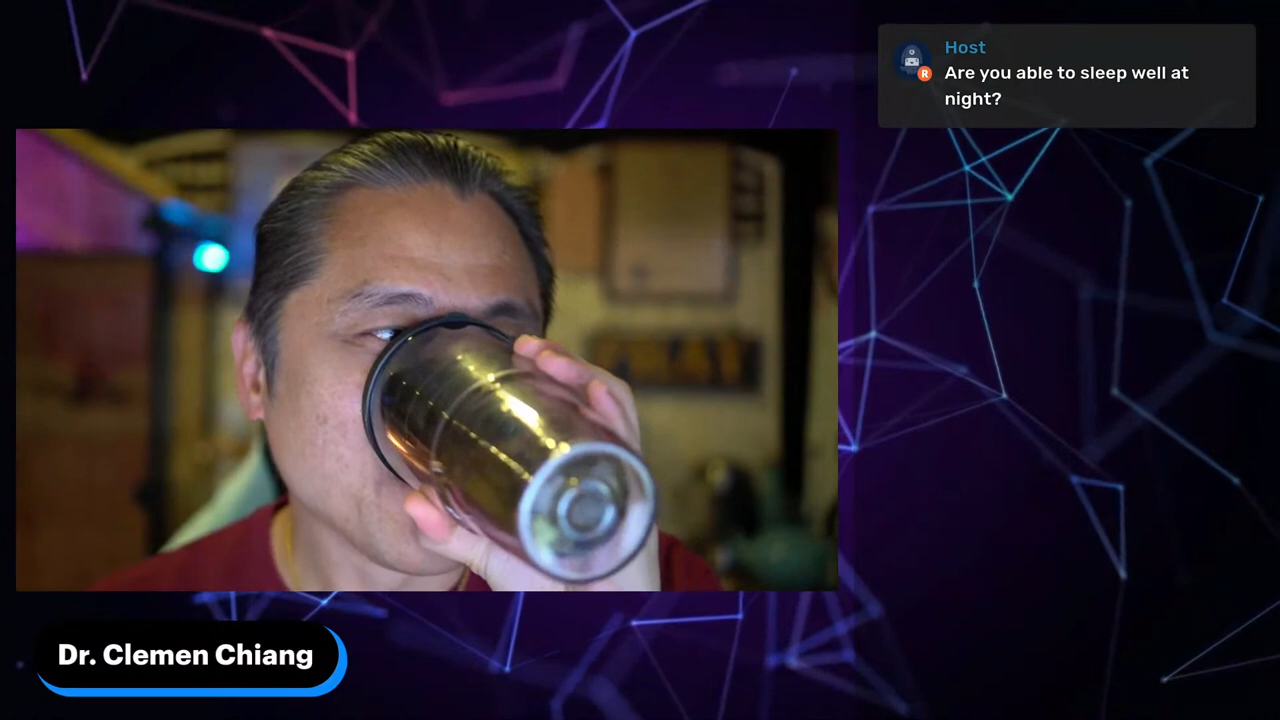 Host
R
Are you able to sleep well at
night?
Dr. Clemen Chiang